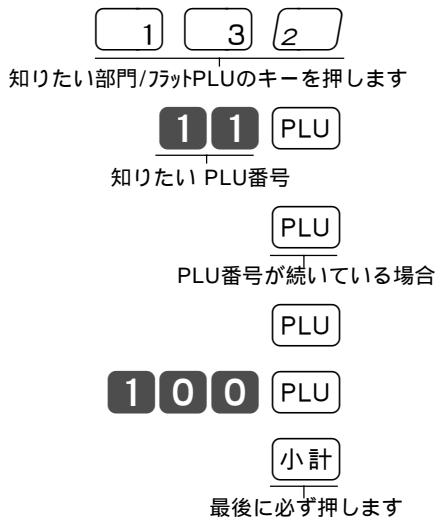 1 3 2
知りたい部門/フラットPLUのキーを押します
1 1 PLU
知りたい PLU番号
PLU
PLU番号が続いている場合
PLU
1 0 0 PLU
小計
最後に必ず押します